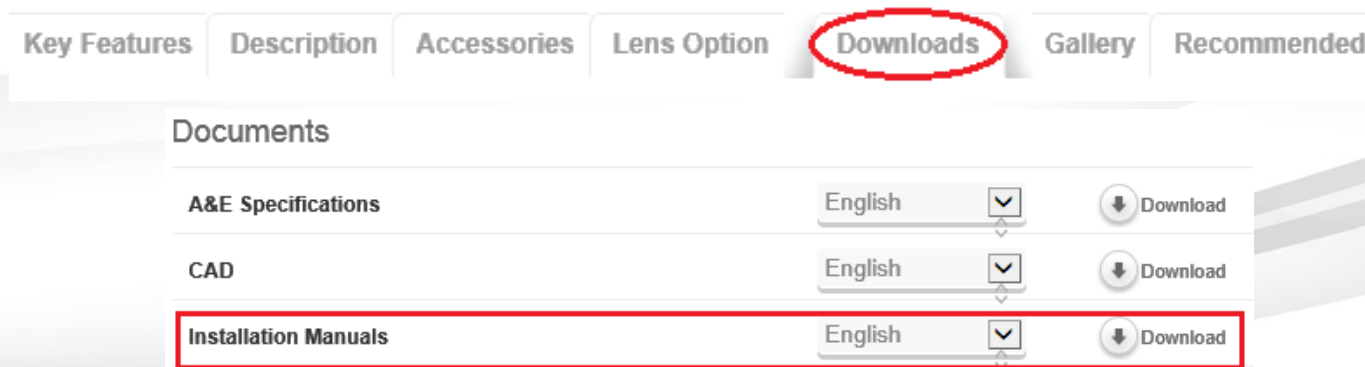 Key Features Description Accessories Lens Option Downloads Gallery Recommended
Documents
A&E Specifications English Download
CAD English Download
Installation Manuals English Download